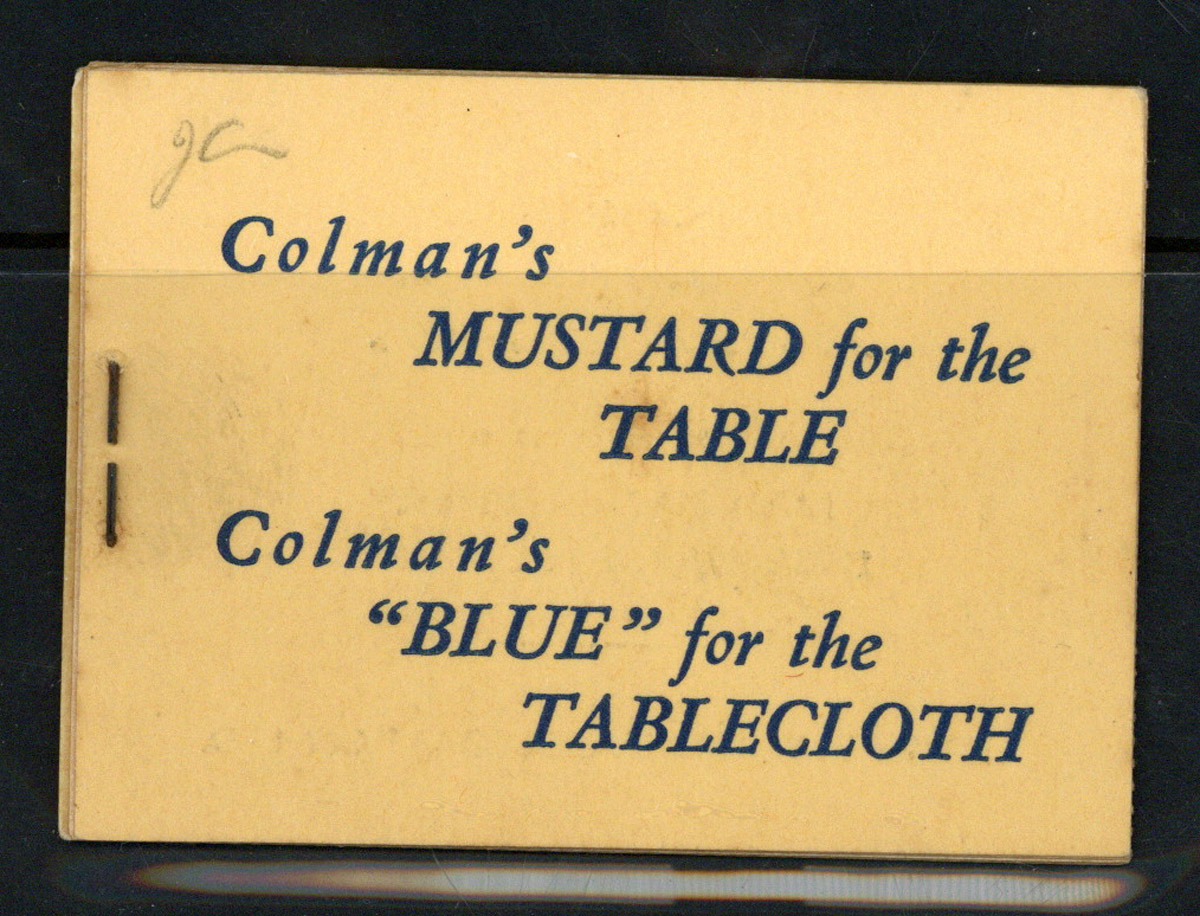 Colman's
MUSTARD for the
TABLE
Colman's
“BLUE” for the
TABLECLOTH